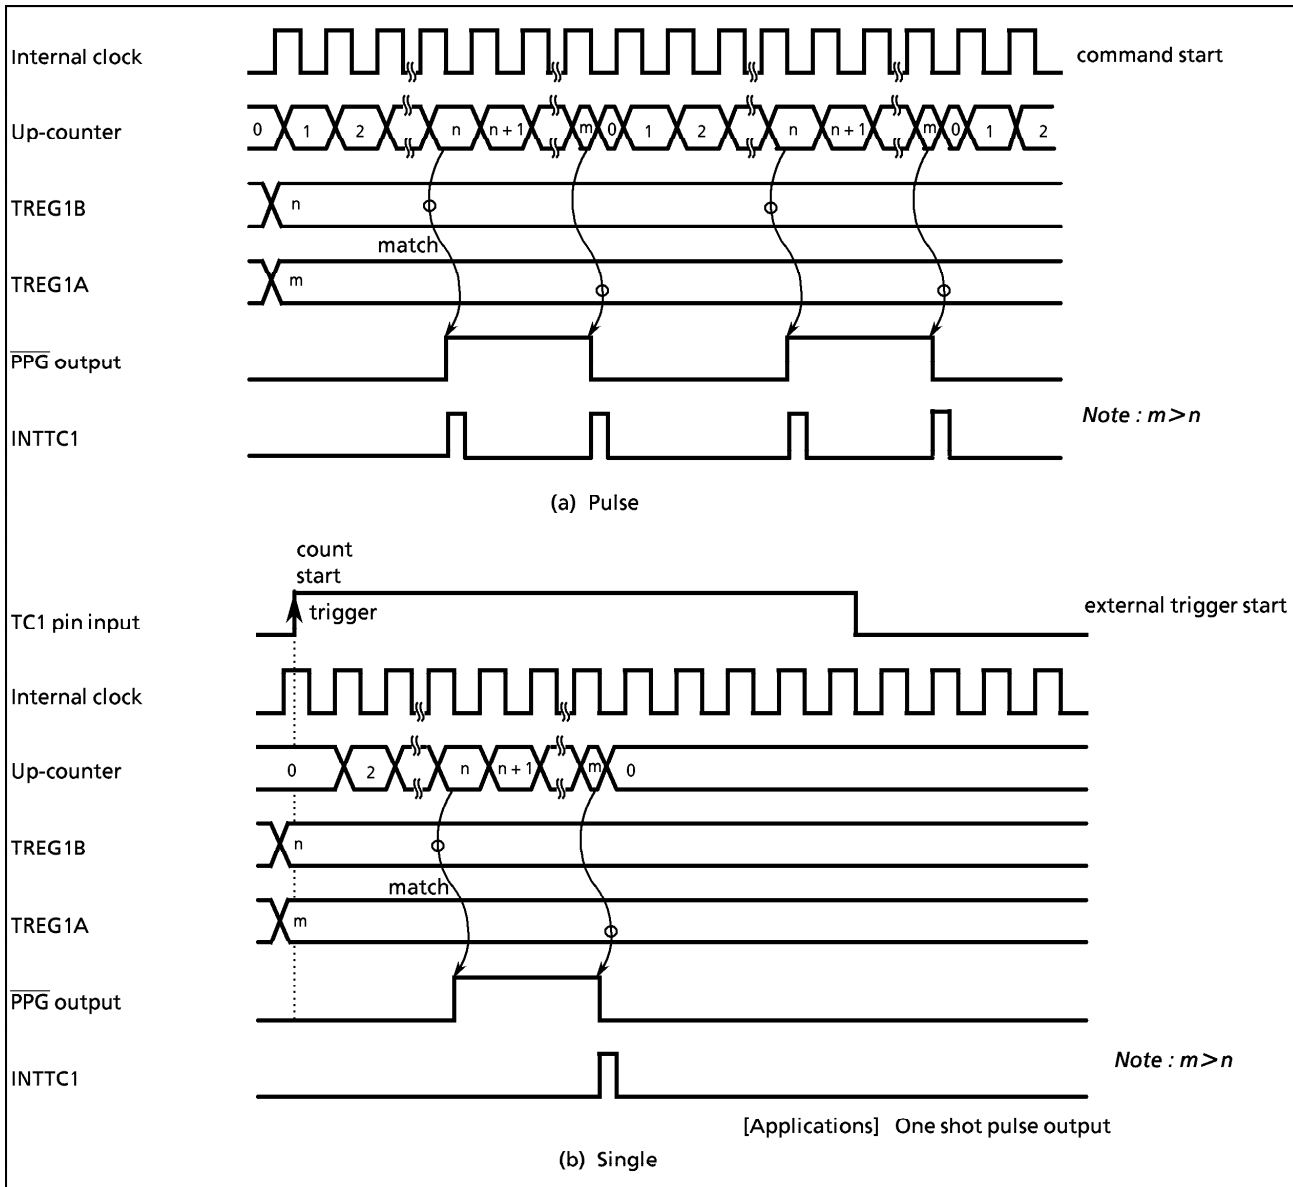 Internal clock
command start
Up-counter 0 1 2 n n + 1 m 0 1 2 n n + 1 m 0 1 2
TREG1B n
match
TREG1A m
PPG output
Note : m>n
INTTC1
(a) Pulse
count
start
trigger
TC1 pin input
external trigger start
Internal clock
Up-counter 0 2 n n + 1 m 0
TREG1B n
match
TREG1A m
PPG output
Note : m>n
INTTC1
[Applications] One shot pulse output
(b) Single